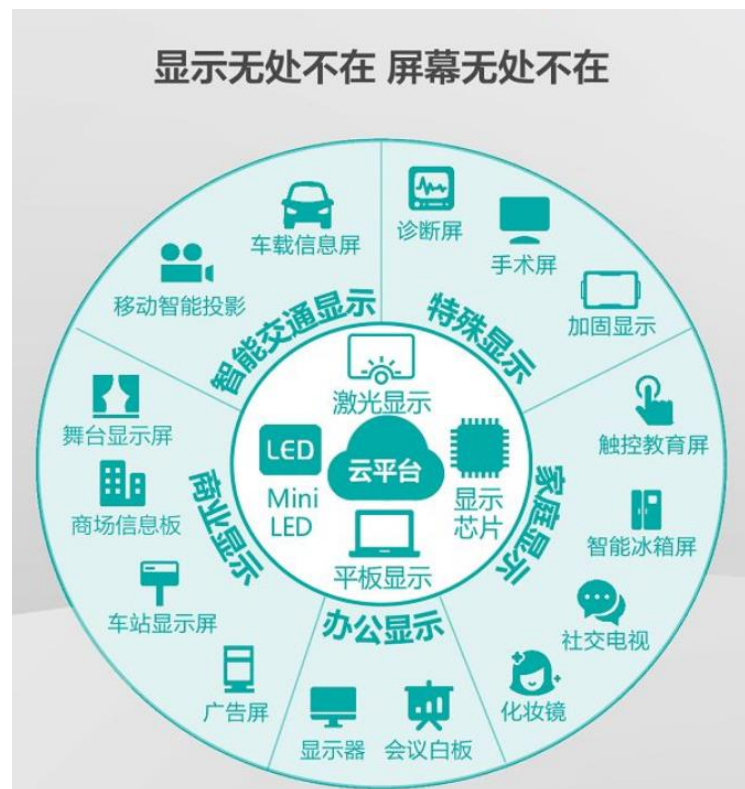 显示无处不在 屏幕无处不在
智能交通显示
车载信息屏
移动智能投影
特殊显示
诊断屏
手术屏
加固显示
家庭显示
触控教育屏
智能冰箱屏
社交电视
化妆镜
办公显示
显示器
会议白板
商业显示
舞台显示屏
商场信息板
车站显示屏
广告屏
激光显示
LED
Mini
LED
云平台
显示
芯片
平板显示